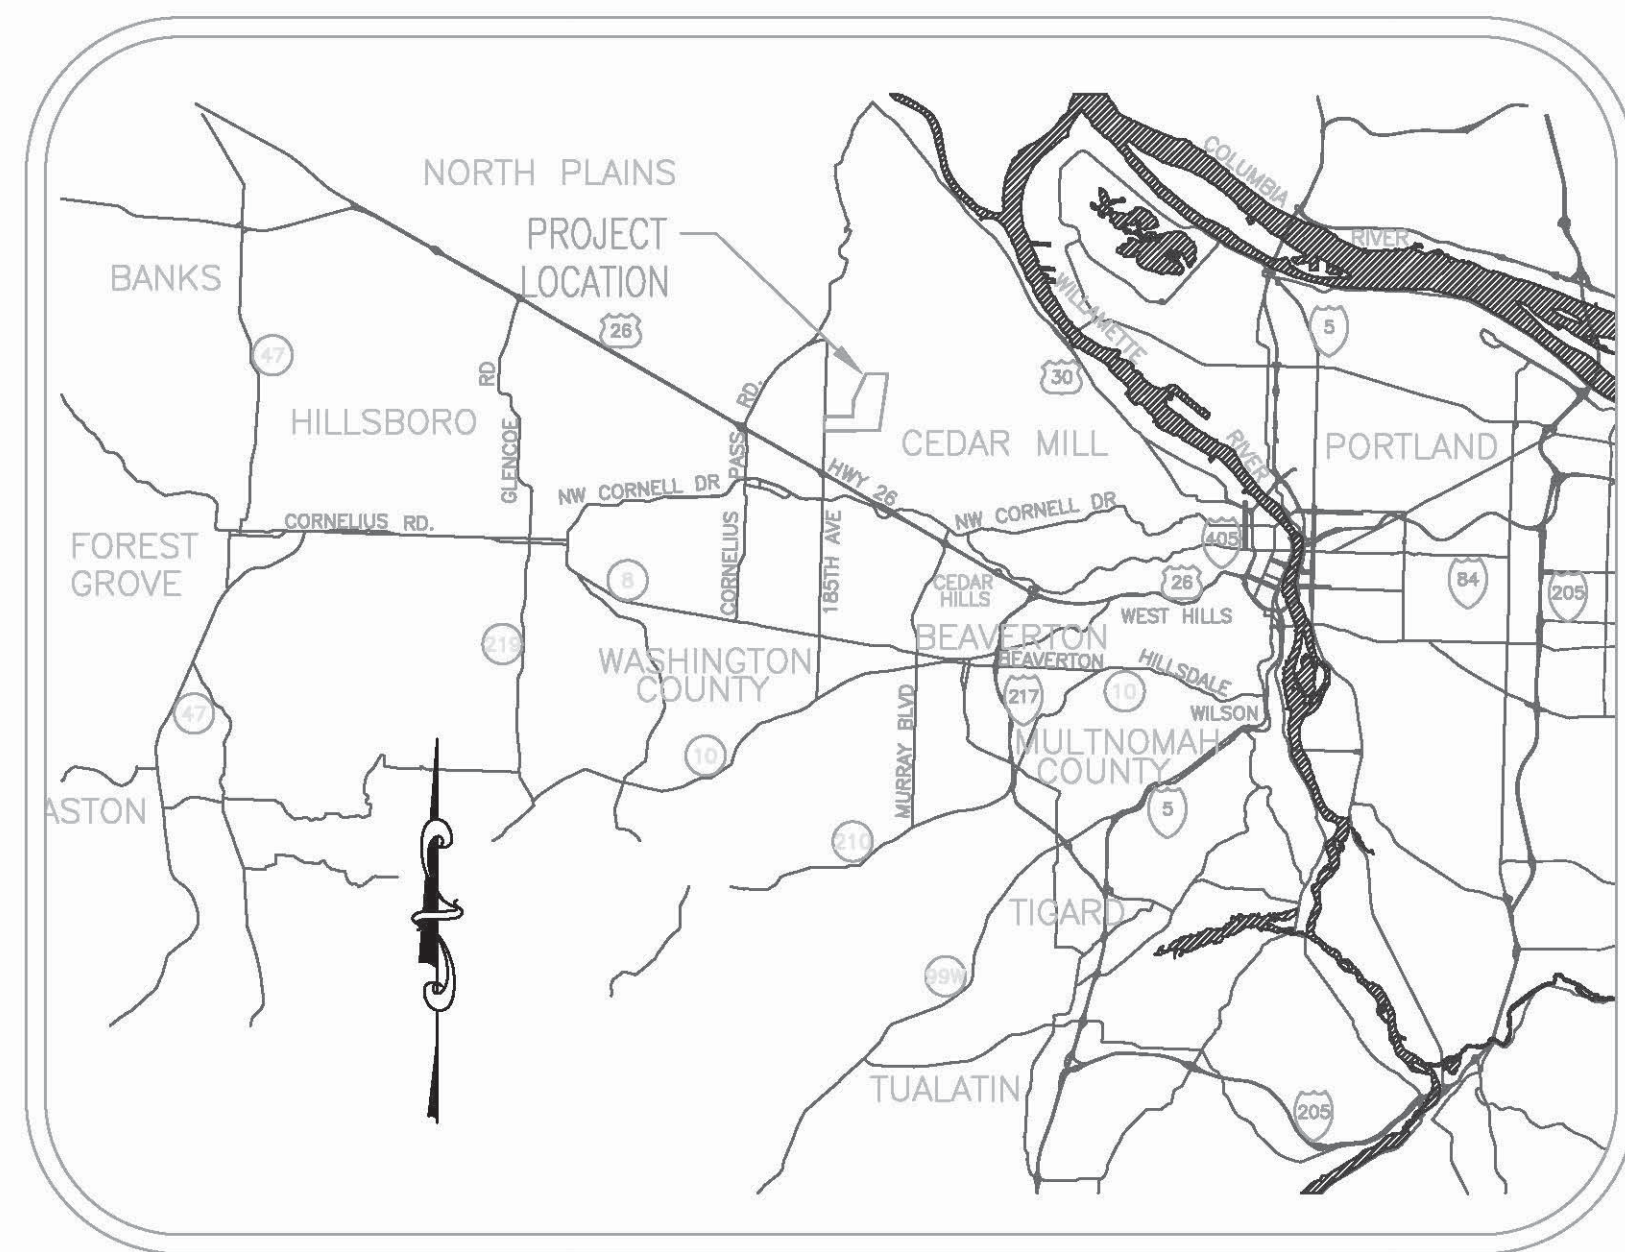 NORTH PLAINS
PROJECT
LOCATION
COLUMBIA
RIVER
BANKS
26
WILLAMETTE
5
47
RD
RD.
30
HILLSBORO
CEDAR MILL
RIVER
PORTLAND
GLENCOE
PASS
HWY 26
NW CORNELL DR
NW CORNELL DR
CORNELIUS RD.
CORNELIUS
185TH AVE
405
FOREST
GROVE
8
CEDAR
HILLS
26
84
205
WEST HILLS
219
BEAVERTON
WASHINGTON
COUNTY
BEAVERTON
HILLSDALE
217
10
47
WILSON
10
MURRAY BLVD
MULTNOMAH
COUNTY
ASTON
5
210
TIGARD
99W
TUALATIN
205